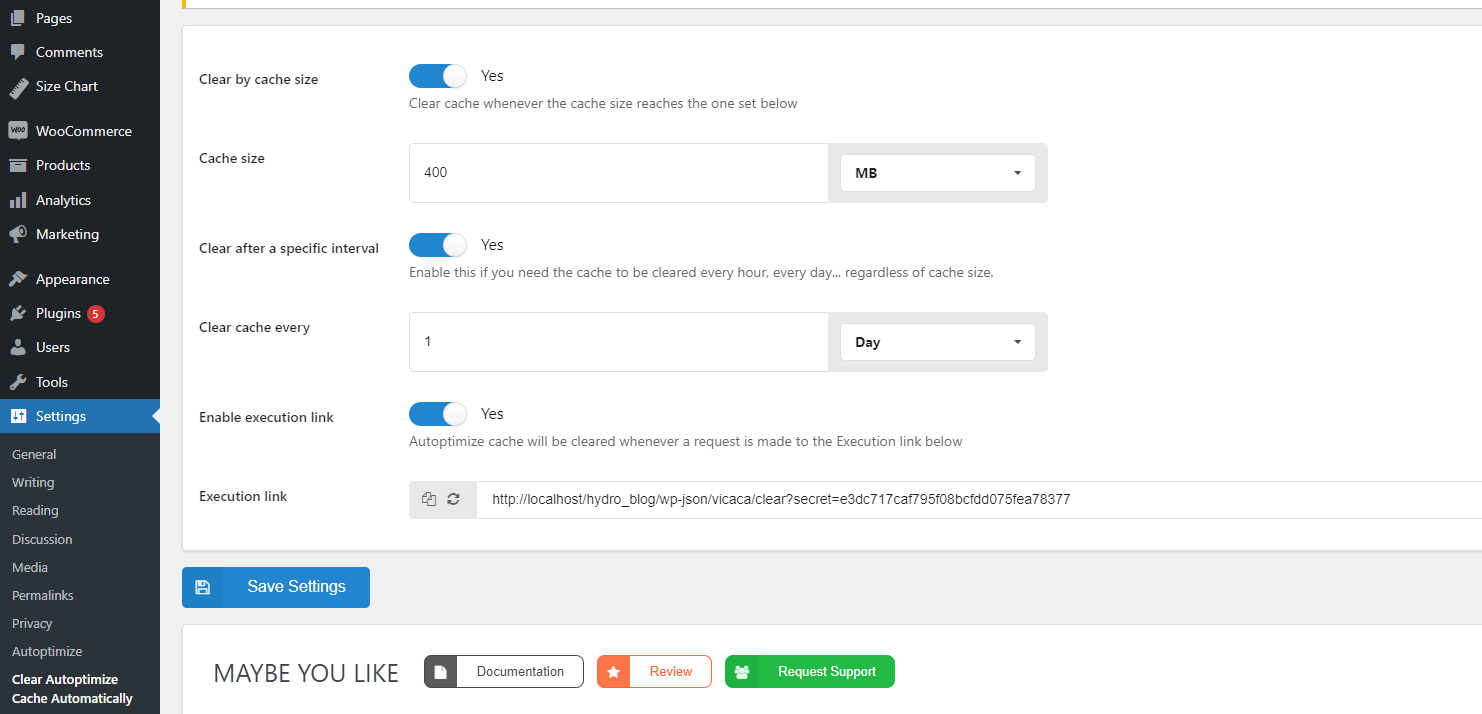 Pages
Comments
Size Chart
WOO WooCommerce
Products
Analytics
Marketing
Appearance
Plugins 5
Users
Tools
Settings
General
Writing
Reading
Discussion
Media
Permalinks
Privacy
Autoptimize
Clear Autoptimize
Cache Automatically
Clear by cache size
Yes
Clear cache whenever the cache size reaches the one set below
Cache size
400
MB
Clear after a specific interval
Yes
Enable this if you need the cache to be cleared every hour, every day... regardless of cache size.
Clear cache every
1
Day
Enable execution link
Yes
Autoptimize cache will be cleared whenever a request is made to the Execution link below
Execution link
http://localhost/hydro_blog/wp-json/vicaca/clear?secret=e3dc717caf795f08bcfdd075fea78377
Save Settings
MAYBE YOU LIKE
Documentation
Review
Request Support